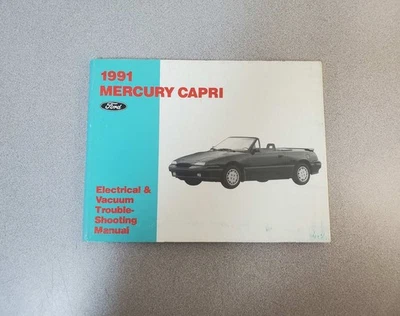 1991
MERCURY CAPRI
Ford
Electrical &
Vacuum
Trouble-
Shooting
Manual